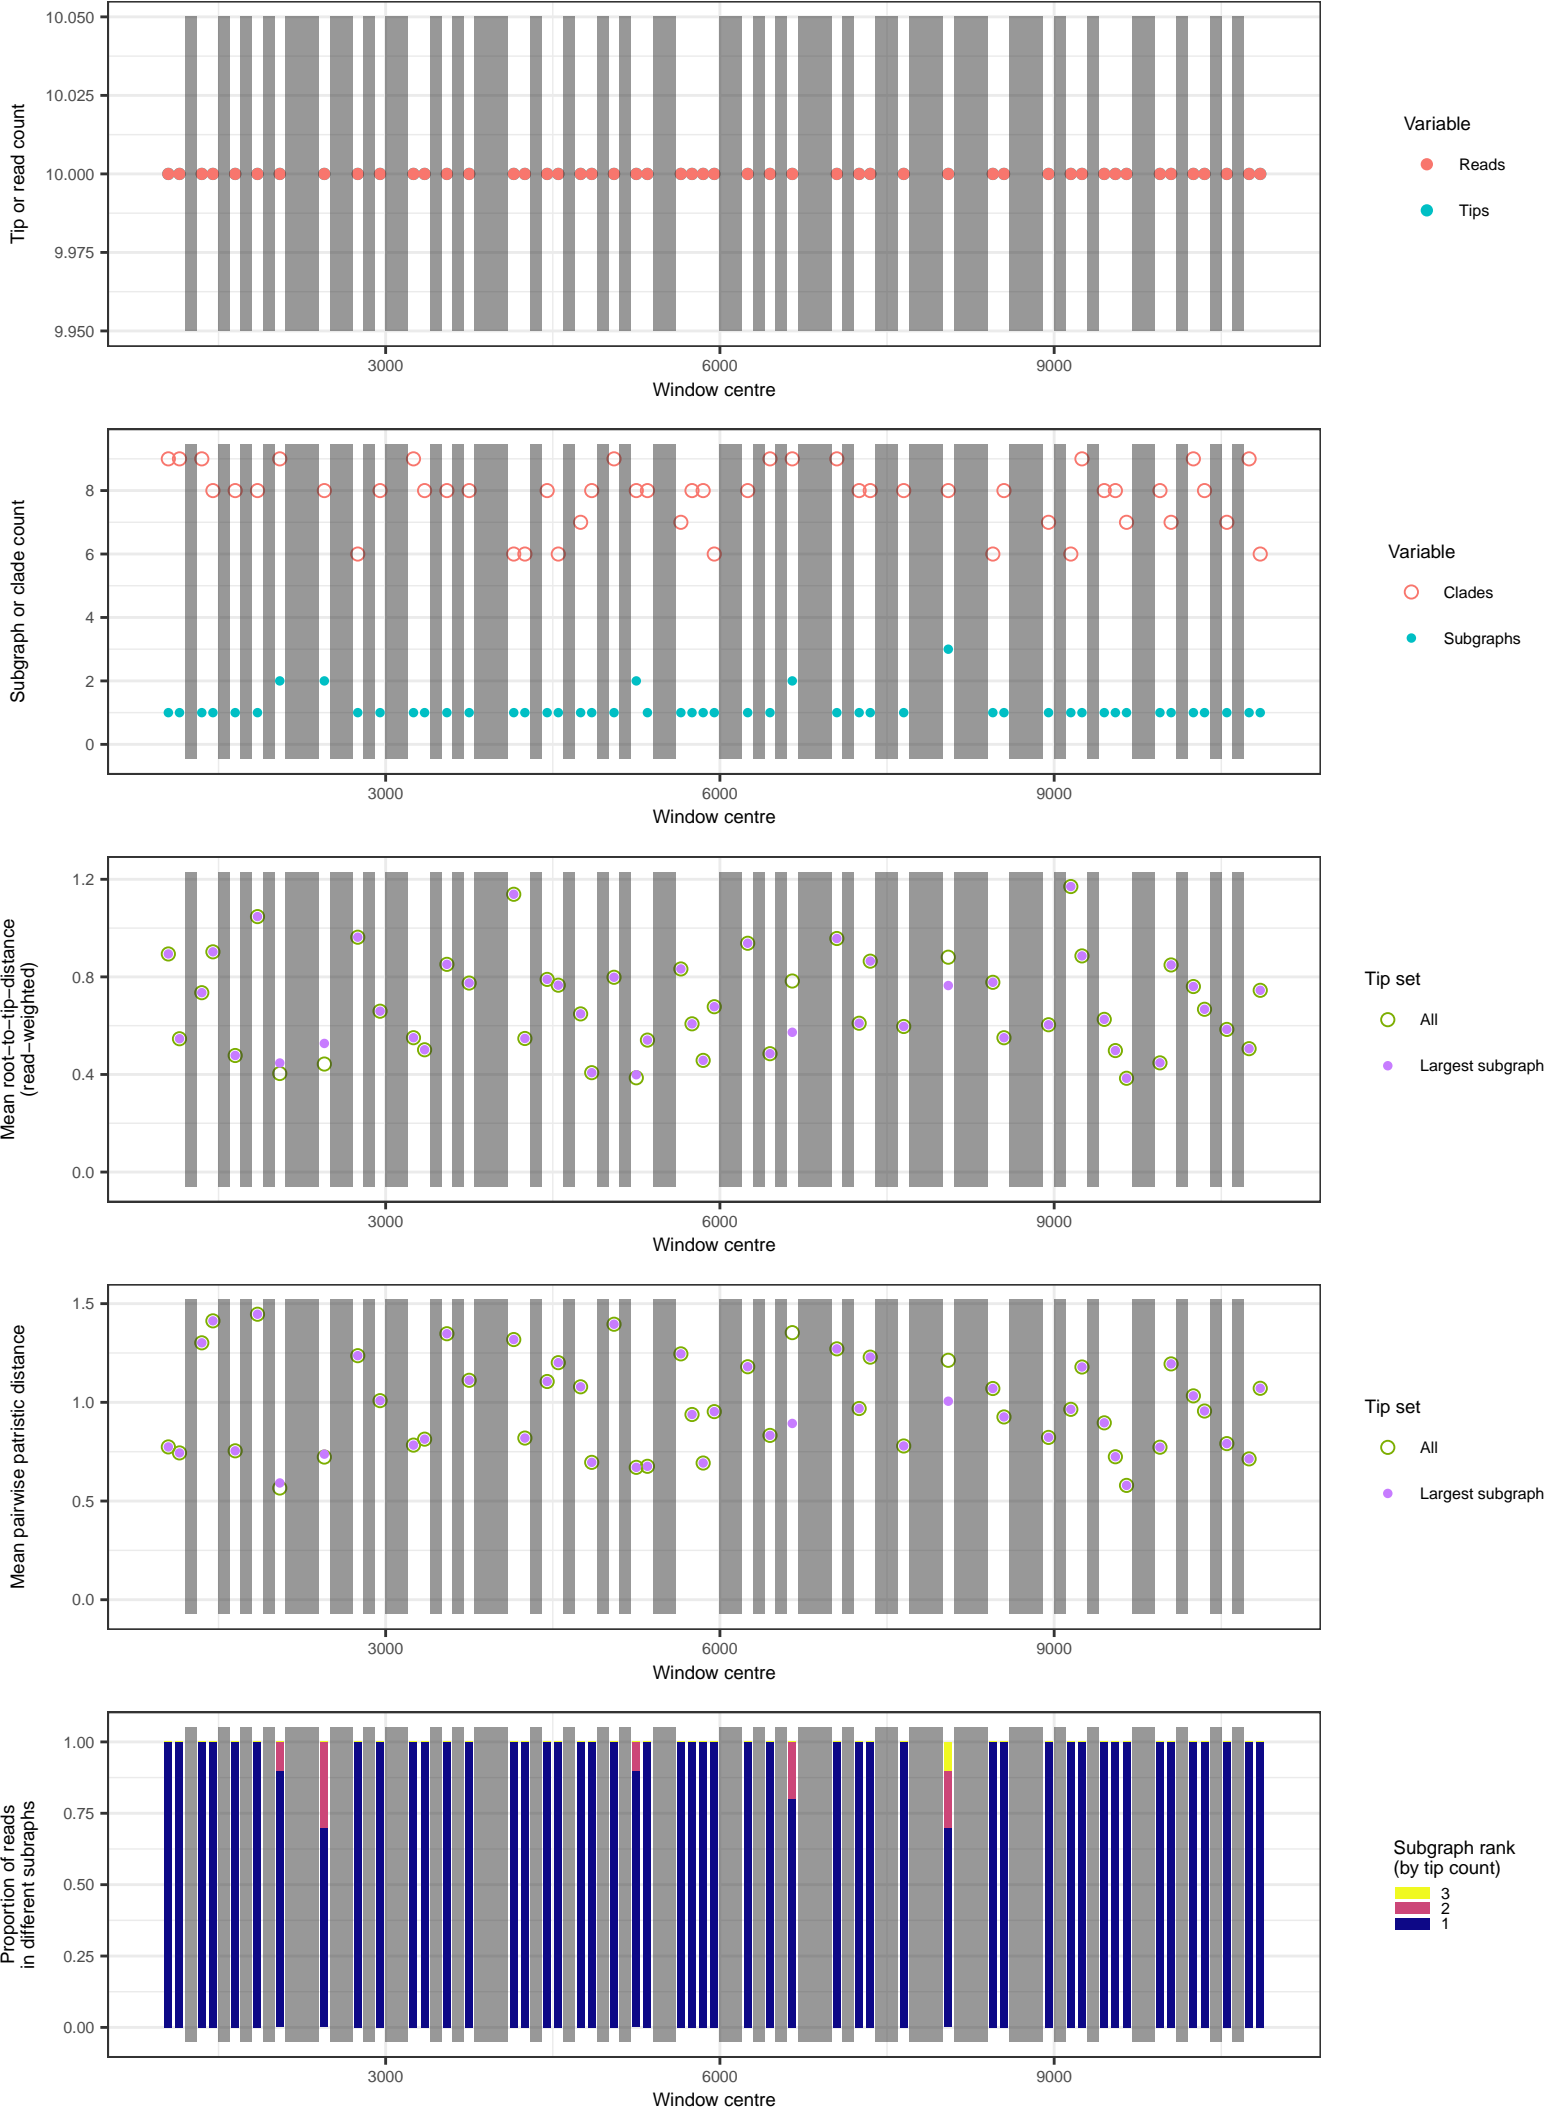 10.050
10.025
10.000
9.975
9.950
Tip or read count
3000
6000
9000
Window centre
Variable
Reads
Tips
8
6
4
2
0
Subgraph or clade count
3000
6000
9000
Window centre
Variable
Clades
Subgraphs
1.2
0.8
0.4
0.0
Mean root−to−tip−distance
(read−weighted)
3000
6000
9000
Window centre
Tip set
All
Largest subgraph
1.5
1.0
0.5
0.0
Mean pairwise patristic distance
3000
6000
9000
Window centre
Tip set
All
Largest subgraph
1.00
0.75
0.50
0.25
0.00
Proportion of reads
in different subraphs
3000
6000
9000
Window centre
Subgraph rank
(by tip count)
3
2
1